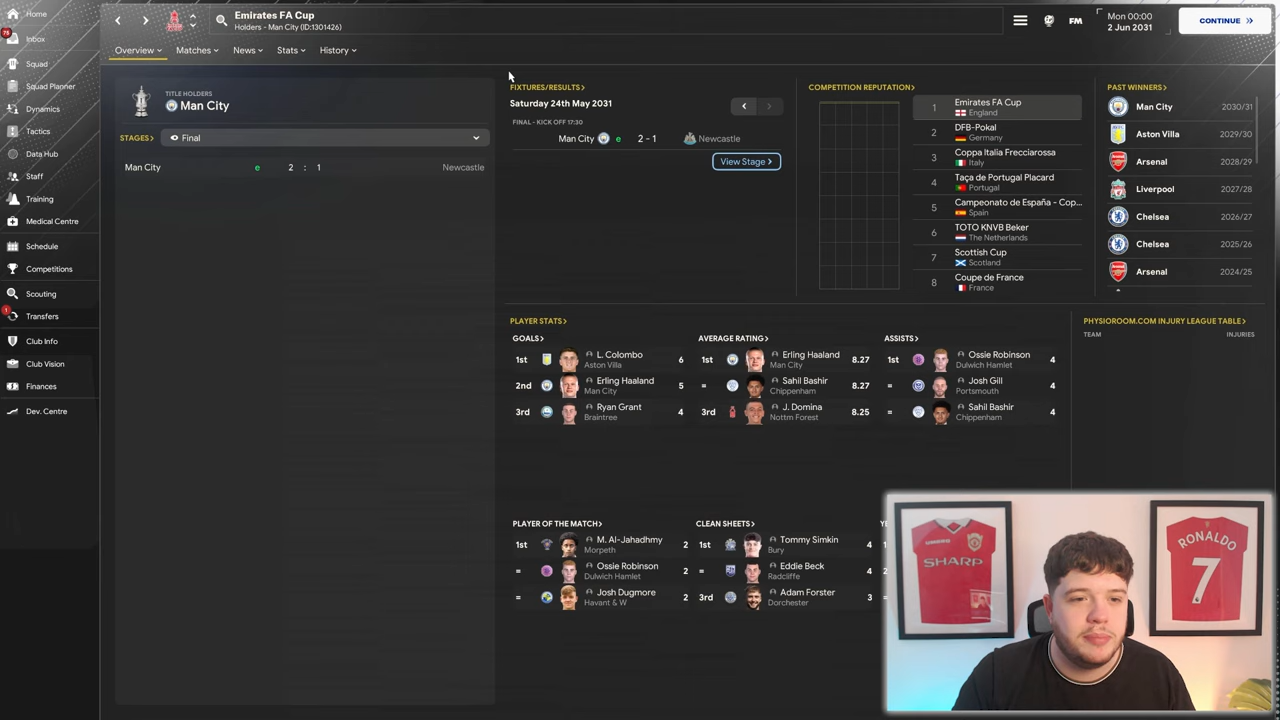 Home
Emirates FA Cup
Holders - Man City (ID:1301426)
FM
Mon 00:00
2 Jun 2031
CONTINUE
75
Inbox
Overview
Matches
News
Stats
History
Squad
Squad Planner
Dynamics
Tactics
Data Hub
Staff
Training
Medical Centre
Schedule
Competitions
Scouting
1
Transfers
Club Info
Club Vision
Finances
Dev. Centre
TITLE HOLDERS
Man City
STAGES>
Final
Man City e 2 : 1 Newcastle
FIXTURES/RESULTS>
Saturday 24th May 2031
FINAL - KICK OFF 17:30
Man City e 2 - 1 Newcastle
View Stage >
COMPETITION REPUTATION>
1 Emirates FA Cup
England
2 DFB-Pokal
Germany
3 Coppa Italia Frecciarossa
Italy
4 Taça de Portugal Placard
Portugal
5 Campeonato de España - Cop...
Spain
6 TOTO KNVB Beker
The Netherlands
7 Scottish Cup
Scotland
8 Coupe de France
France
PAST WINNERS>
Man City 2030/31
Aston Villa 2029/30
Arsenal 2028/29
Liverpool 2027/28
Chelsea 2026/27
Chelsea 2025/26
Arsenal 2024/25
PLAYER STATS>
GOALS>
1st L. Colombo 6
Aston Villa
2nd Erling Haaland 5
Man City
3rd Ryan Grant 4
Braintree
AVERAGE RATING>
1st Erling Haaland 8.27
Man City
= Sahil Bashir 8.27
Chippenham
3rd J. Domina 8.25
Nottm Forest
ASSISTS>
1st Ossie Robinson 4
Dulwich Hamlet
= Josh Gill 4
Portsmouth
= Sahil Bashir 4
Chippenham
PHYSIOROOM.COM INJURY LEAGUE TABLE>
TEAM INJURIES
PLAYER OF THE MATCH>
1st M. Al-Jahadhmy 2
Morpeth
= Ossie Robinson 2
Dulwich Hamlet
= Josh Dugmore 2
Havant & W
CLEAN SHEETS>
1st Tommy Simkin 4
Bury
= Eddie Beck 4
Radcliffe
3rd Adam Forster 3
Dorchester
SHARP
RONALDO
7